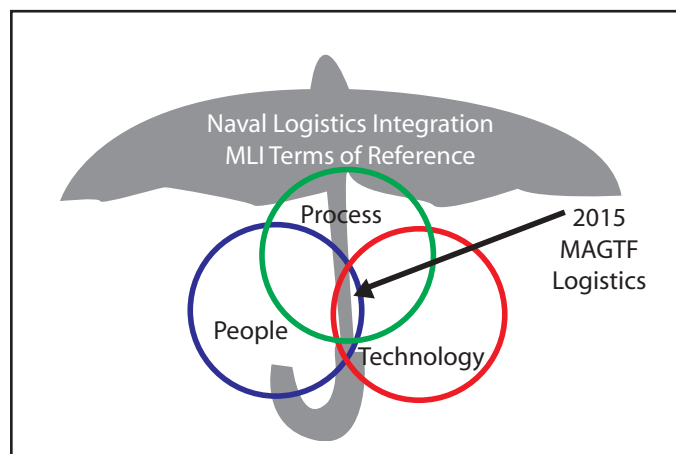 Naval Logistics Integration
MLI Terms of Reference
Process
2015
MAGTF
Logistics
People
Technology